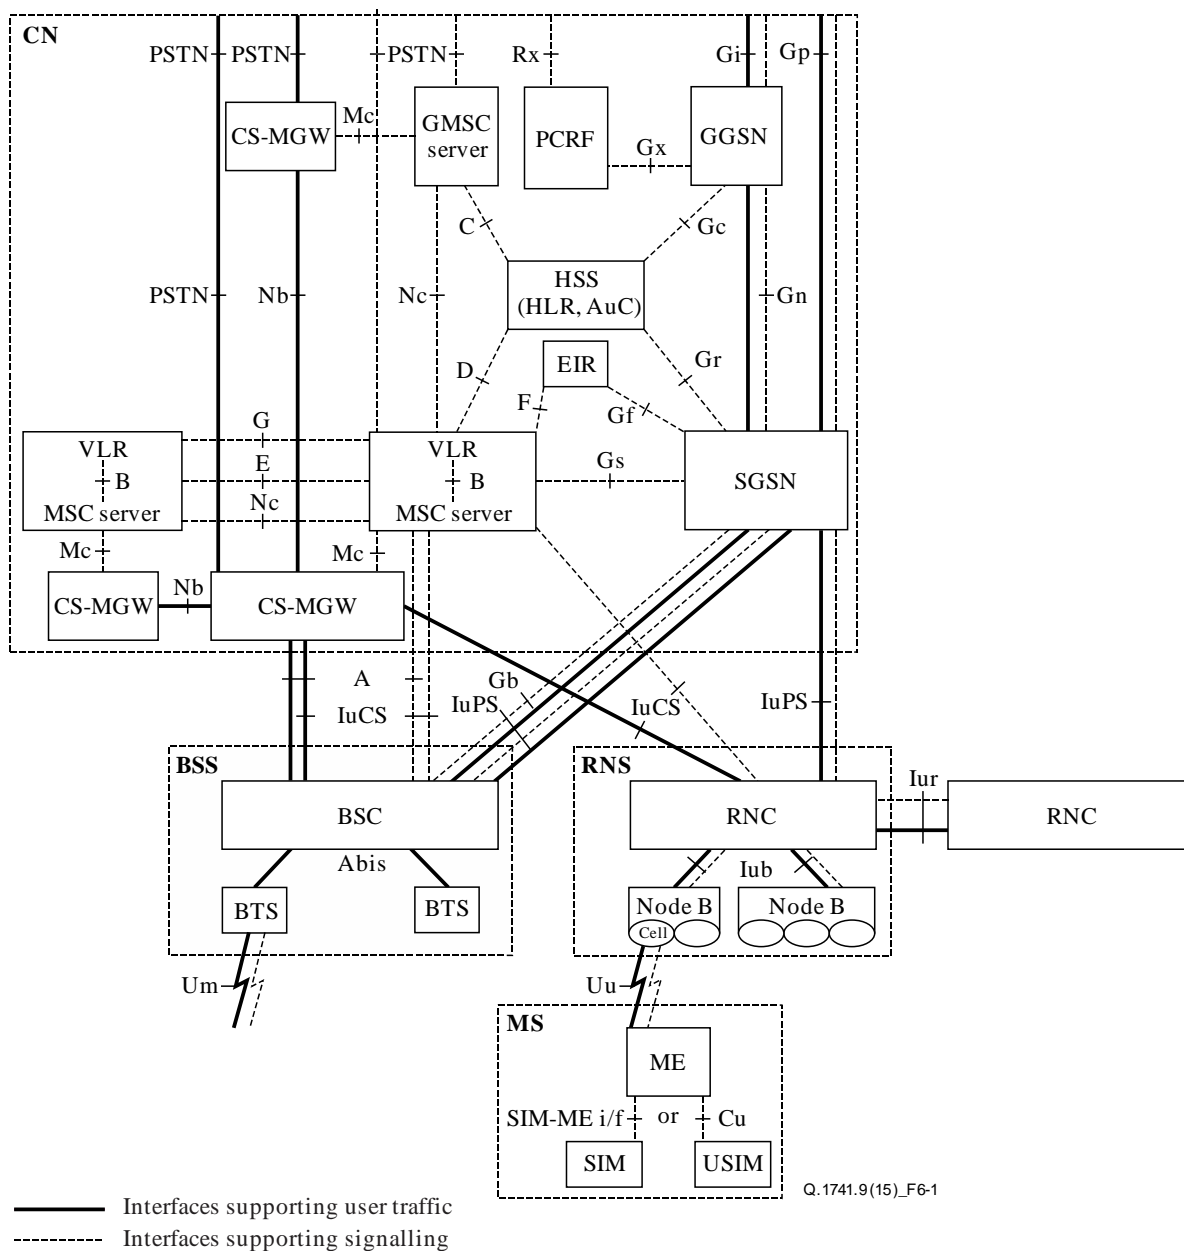 CN
PSTN PSTN PSTN Rx Gi Gp
CS-MGW Mc GMSC server PCRF Gx GGSN
C Gc
HSS
(HLR, AuC)
PSTN Nb Nc Gn
EIR
D F Gf Gr
G
E
Nc
VLR
B
MSC server
VLR
B
MSC server
Gs
SGSN
Mc Mc
CS-MGW Nb CS-MGW
A
IuCS
Gb
IuPS
IuCS
IuPS
BSS
BSC
Abis
BTS BTS
Um
RNS
RNC Iur RNC
Iub
Node B Node B
Cell
Uu
MS
ME
SIM-ME i/f or Cu
SIM USIM
Q.1741.9(15)_F6-1
Interfaces supporting user traffic
Interfaces supporting signalling